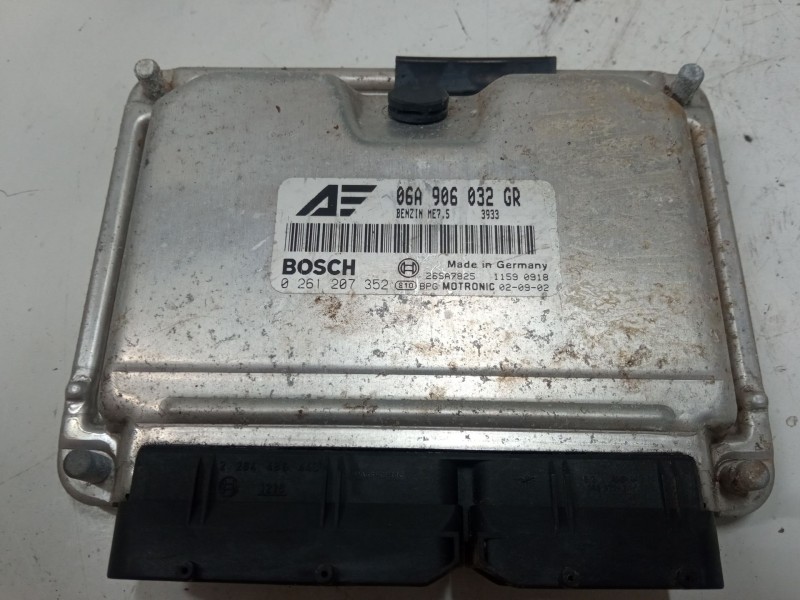 AE 06A 906 032 GR
BENZIN ME7.5 3933
BOSCH Made in Germany
26SA7825 1159 0918
0 261 207 352 BPG MOTRONIC 02-09-02